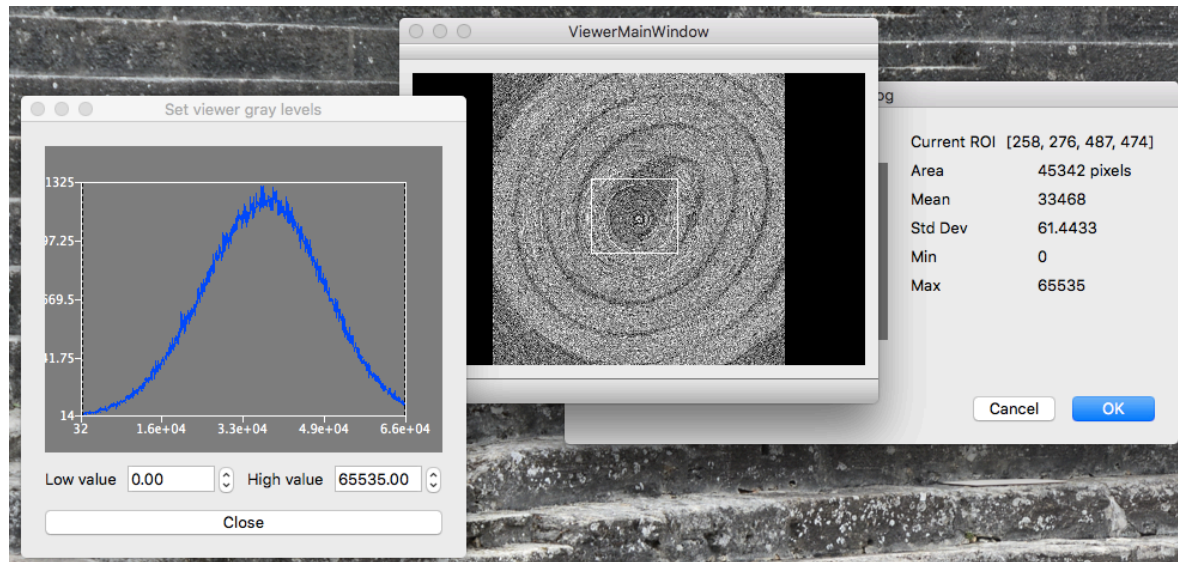 ViewerMainWindow
Set viewer gray levels
og
Current ROI [258, 276, 487, 474]
Area 45342 pixels
Mean 33468
Std Dev 61.4433
Min 0
Max 65535
1325
97.25
669.5
41.75
14
32 1.6e+04 3.3e+04 4.9e+04 6.6e+04
Cancel OK
Low value 0.00 High value 65535.00
Close